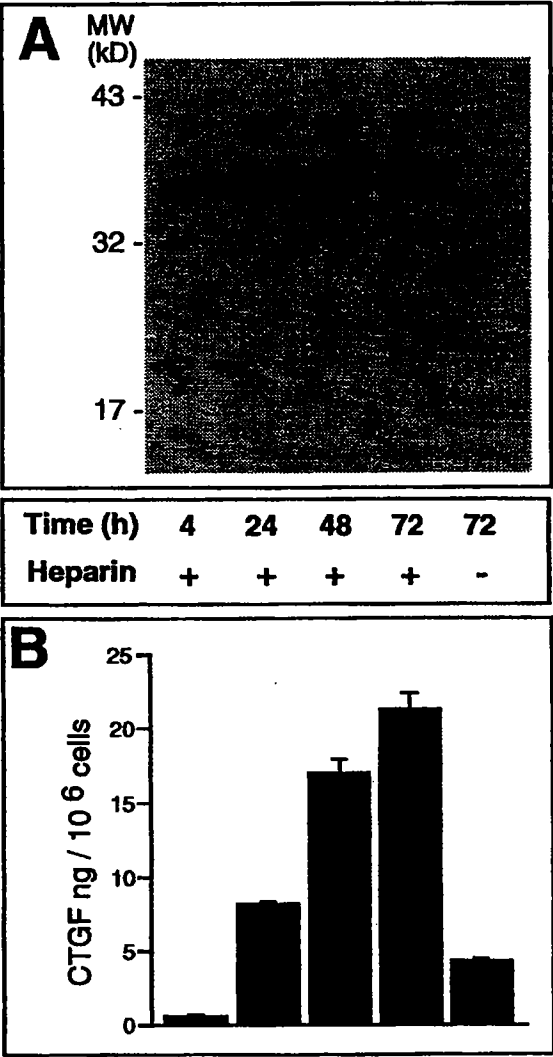 A
MW
(kD)
43 -
32 -
17 -
Time (h) 4 24 48 72 72
Heparin + + + + -
B
CTGF ng / 10 6 cells
25
20
15
10
5
0